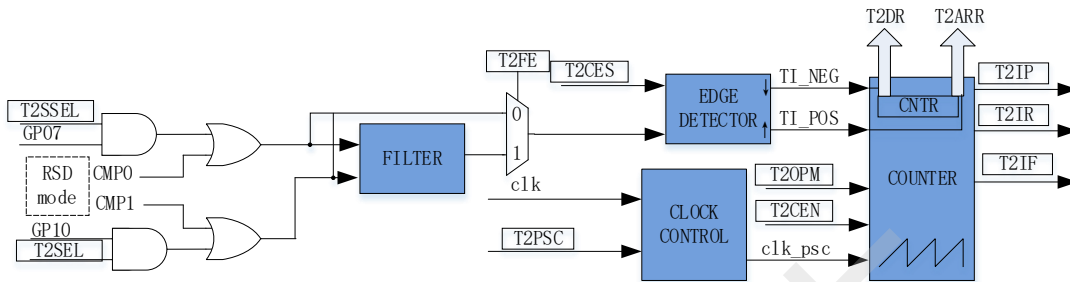 T2DR
T2ARR
T2FE
T2CES
TI_NEG
T2IP
T2SSEL
GP07
0
EDGE
DETECTOR
CNTR
TI_POS
T2IR
FILTER
1
T2IF
RSD
mode
CMP0
clk
T2OPM
COUNTER
CMP1
CLOCK
CONTROL
T2CEN
GP10
T2SEL
T2PSC
clk_psc